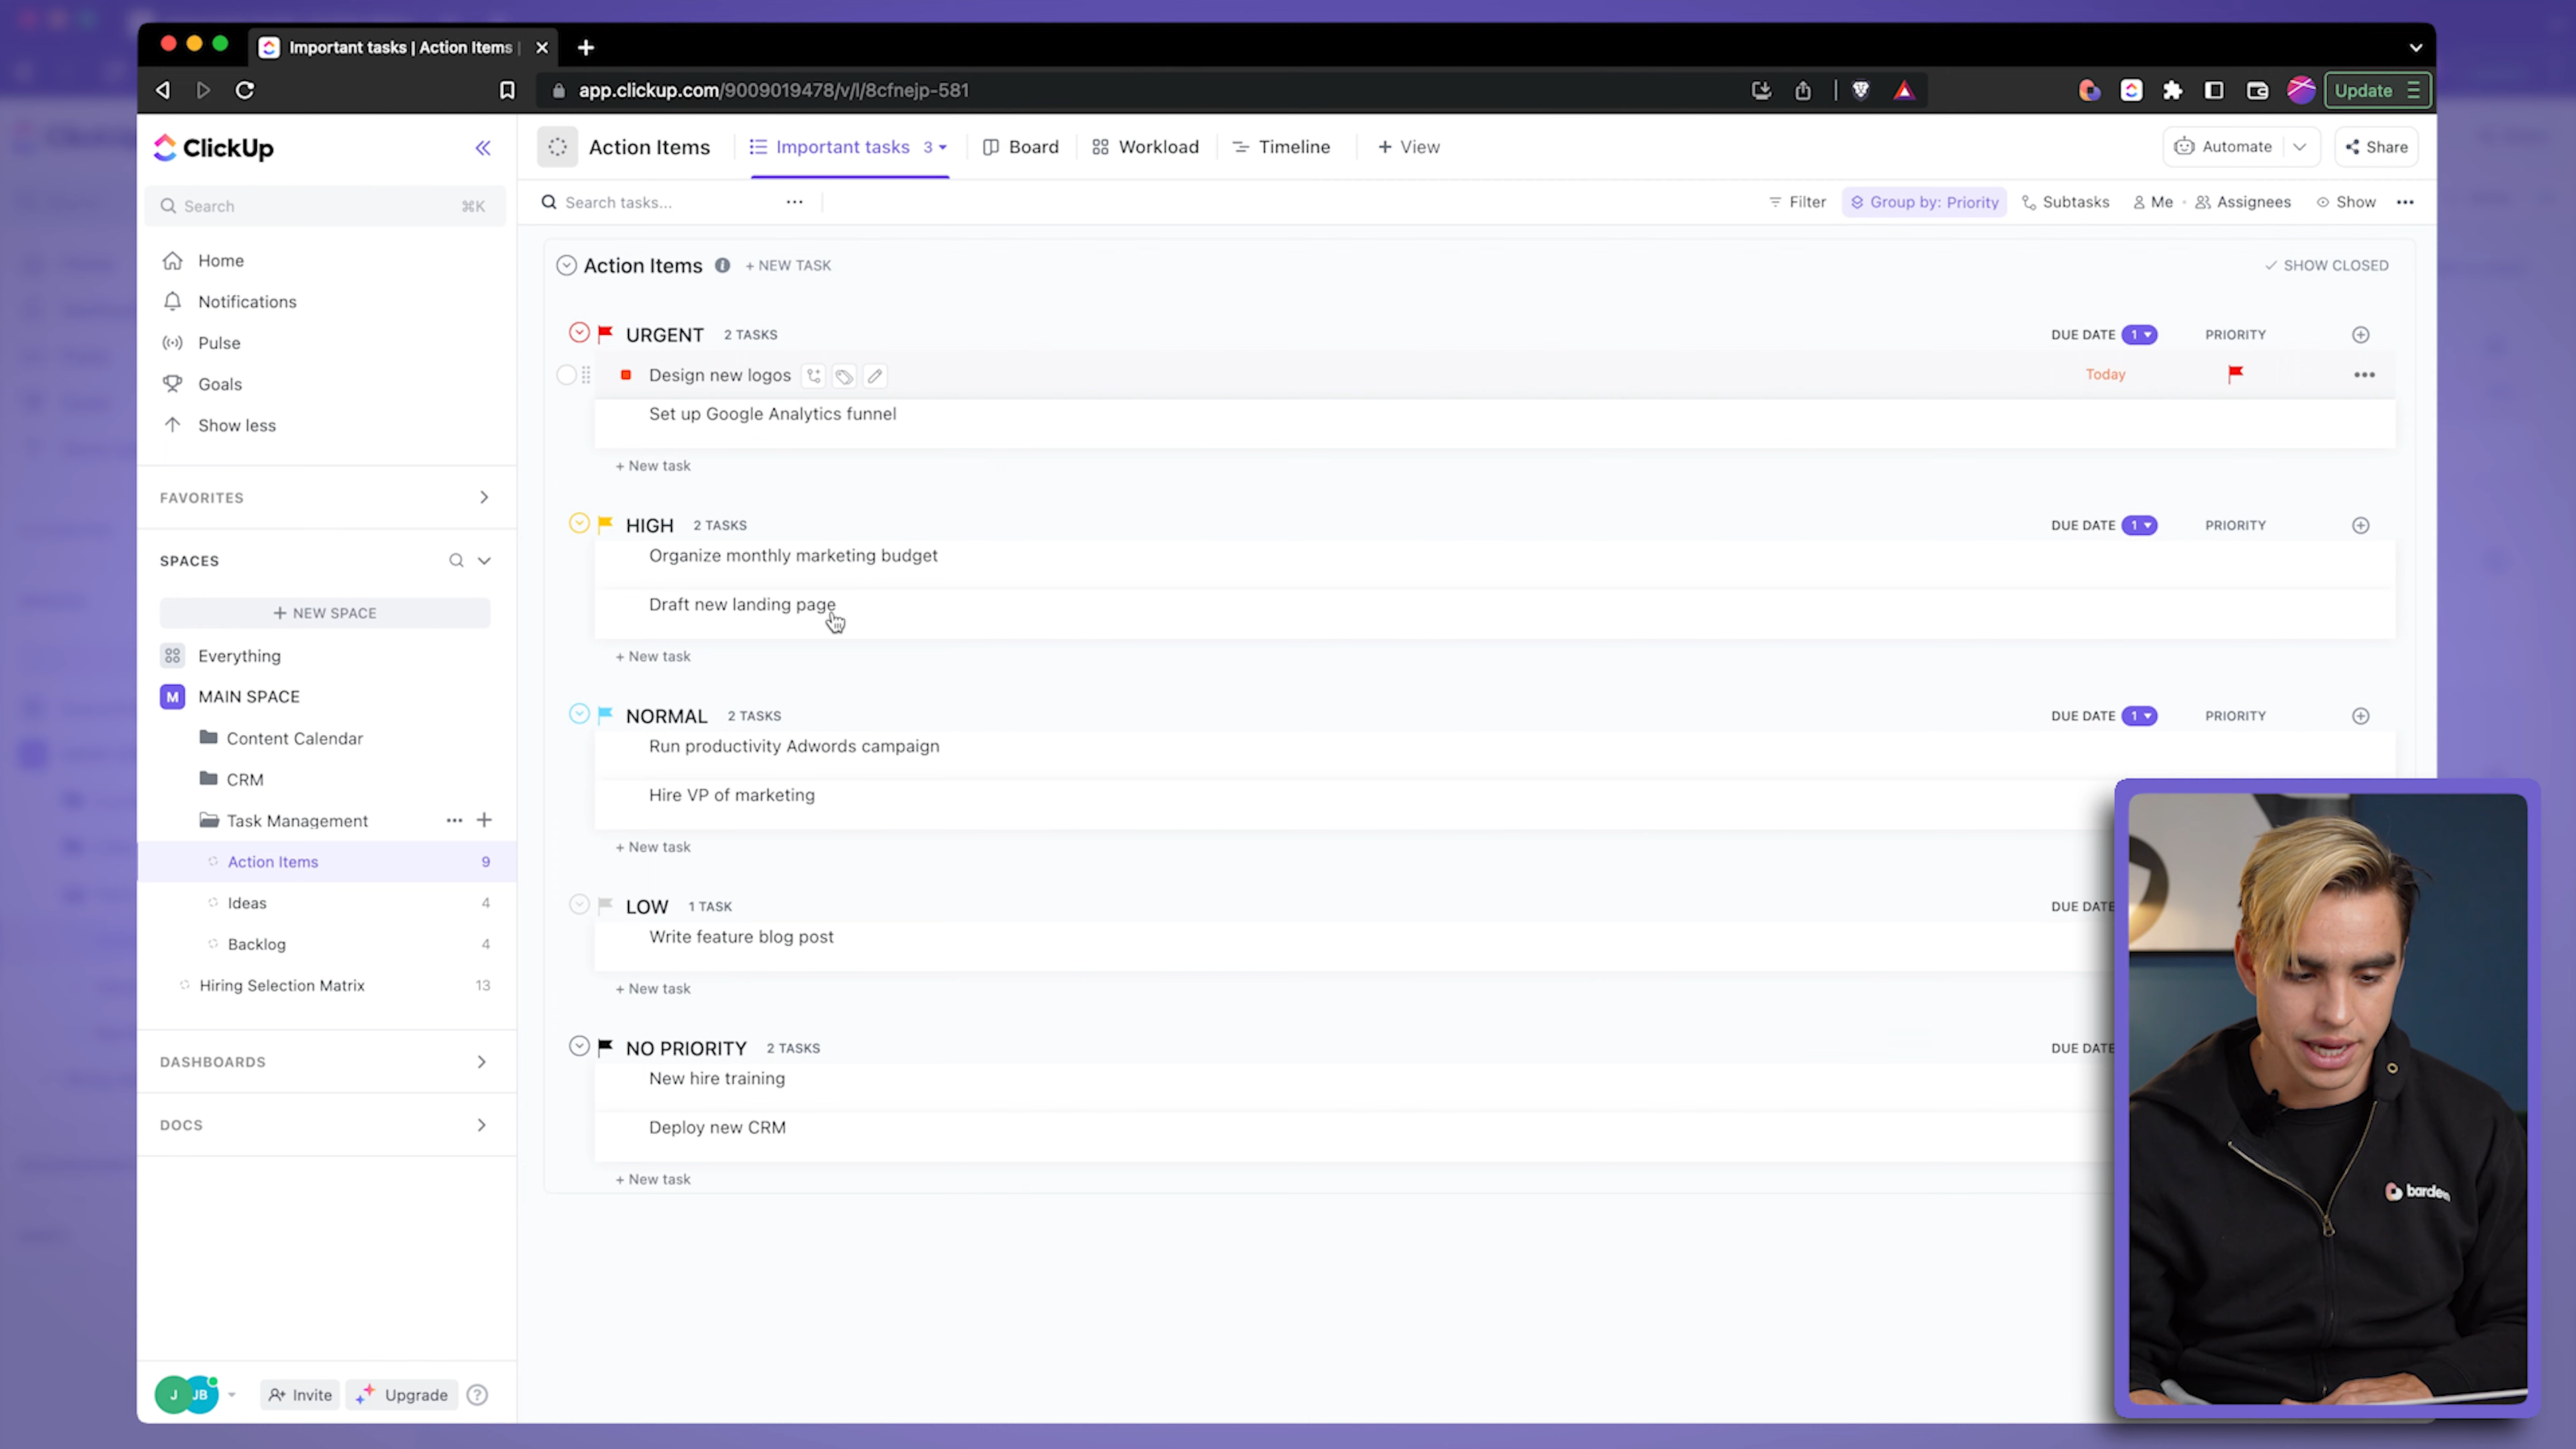 Important tasks | Action Items |
app.clickup.com/9009019478/v/l/8cfnejp-581
Update
ClickUp
Search ⌘K
Home
Notifications
Pulse
Goals
Show less
FAVORITES
SPACES
+ NEW SPACE
Everything
M MAIN SPACE
Content Calendar
CRM
Task Management
Action Items 9
Ideas 4
Backlog 4
Hiring Selection Matrix 13
DASHBOARDS
DOCS
J JB Invite Upgrade ?
Action Items Important tasks 3 Board Workload Timeline + View Automate Share
Search tasks... Filter Group by: Priority Subtasks Me Assignees Show
Action Items + NEW TASK SHOW CLOSED
URGENT 2 TASKS DUE DATE 1 PRIORITY
Design new logos Today
Set up Google Analytics funnel
+ New task
HIGH 2 TASKS DUE DATE 1 PRIORITY
Organize monthly marketing budget
Draft new landing page
+ New task
NORMAL 2 TASKS DUE DATE 1 PRIORITY
Run productivity Adwords campaign
Hire VP of marketing
+ New task
LOW 1 TASK DUE DATE
Write feature blog post
+ New task
NO PRIORITY 2 TASKS DUE DATE
New hire training
Deploy new CRM
+ New task